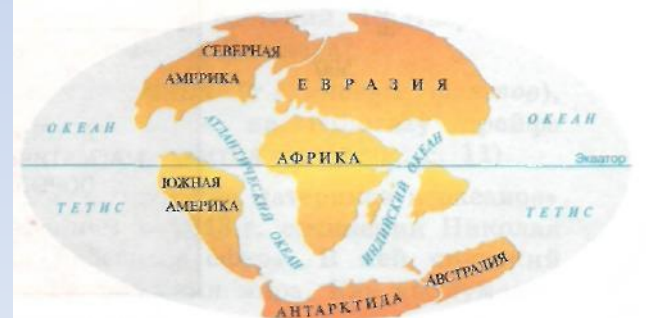 СЕВЕРНАЯ
АМЕРИКА
ЕВРАЗИЯ
ОКЕАН
ОКЕАН
АТЛАНТИЧЕСКИЙ ОКЕАН
АФРИКА
ИНДИЙСКИЙ ОКЕАН
Экватор
ЮЖНАЯ
АМЕРИКА
ТЕТИС
ТЕТИС
АВСТРАЛИЯ
АНТАРКТИДА